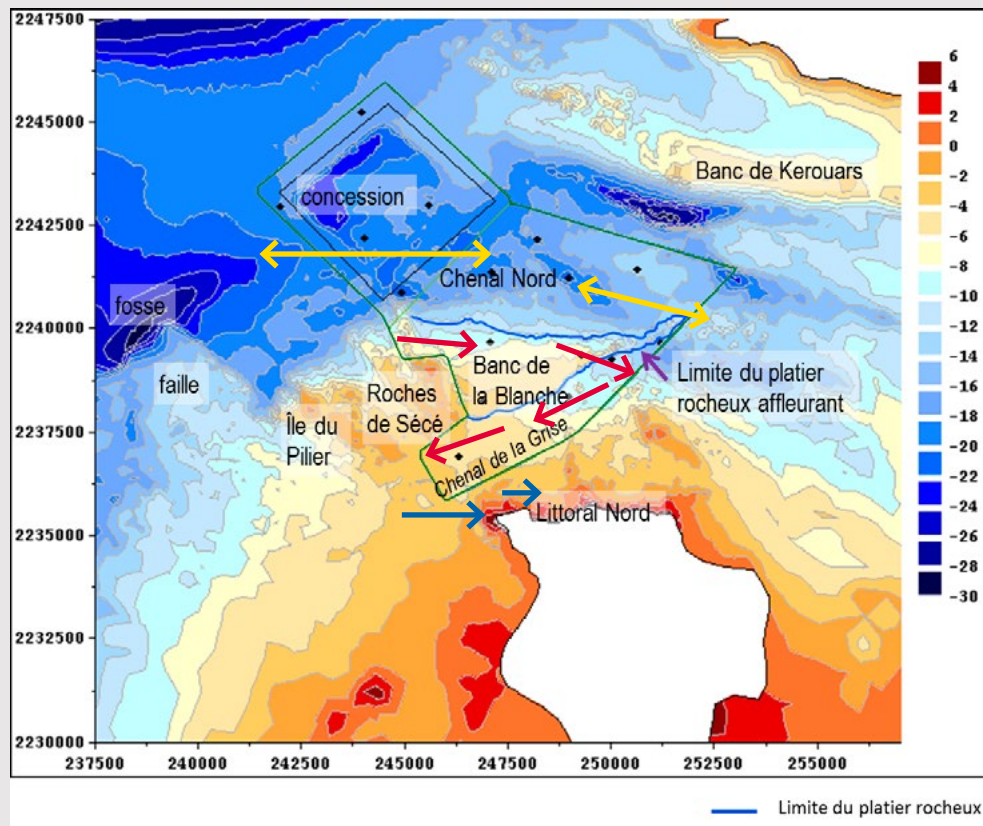 2247500
2245000
2242500
2240000
2237500
2235000
2232500
2230000
237500
240000
242500
245000
247500
250000
252500
255000
6
4
2
0
-2
-4
-6
-8
-10
-12
-14
-16
-18
-20
-22
-24
-26
-28
-30
Banc de Kerouars
concession
Chenal Nord
fosse
faille
Banc de
la Blanche
Limite du platier
rocheux affleurant
Roches
de Sécé
Île du
Pilier
Chenal de la Grise
Littoral Nord
Limite du platier rocheux